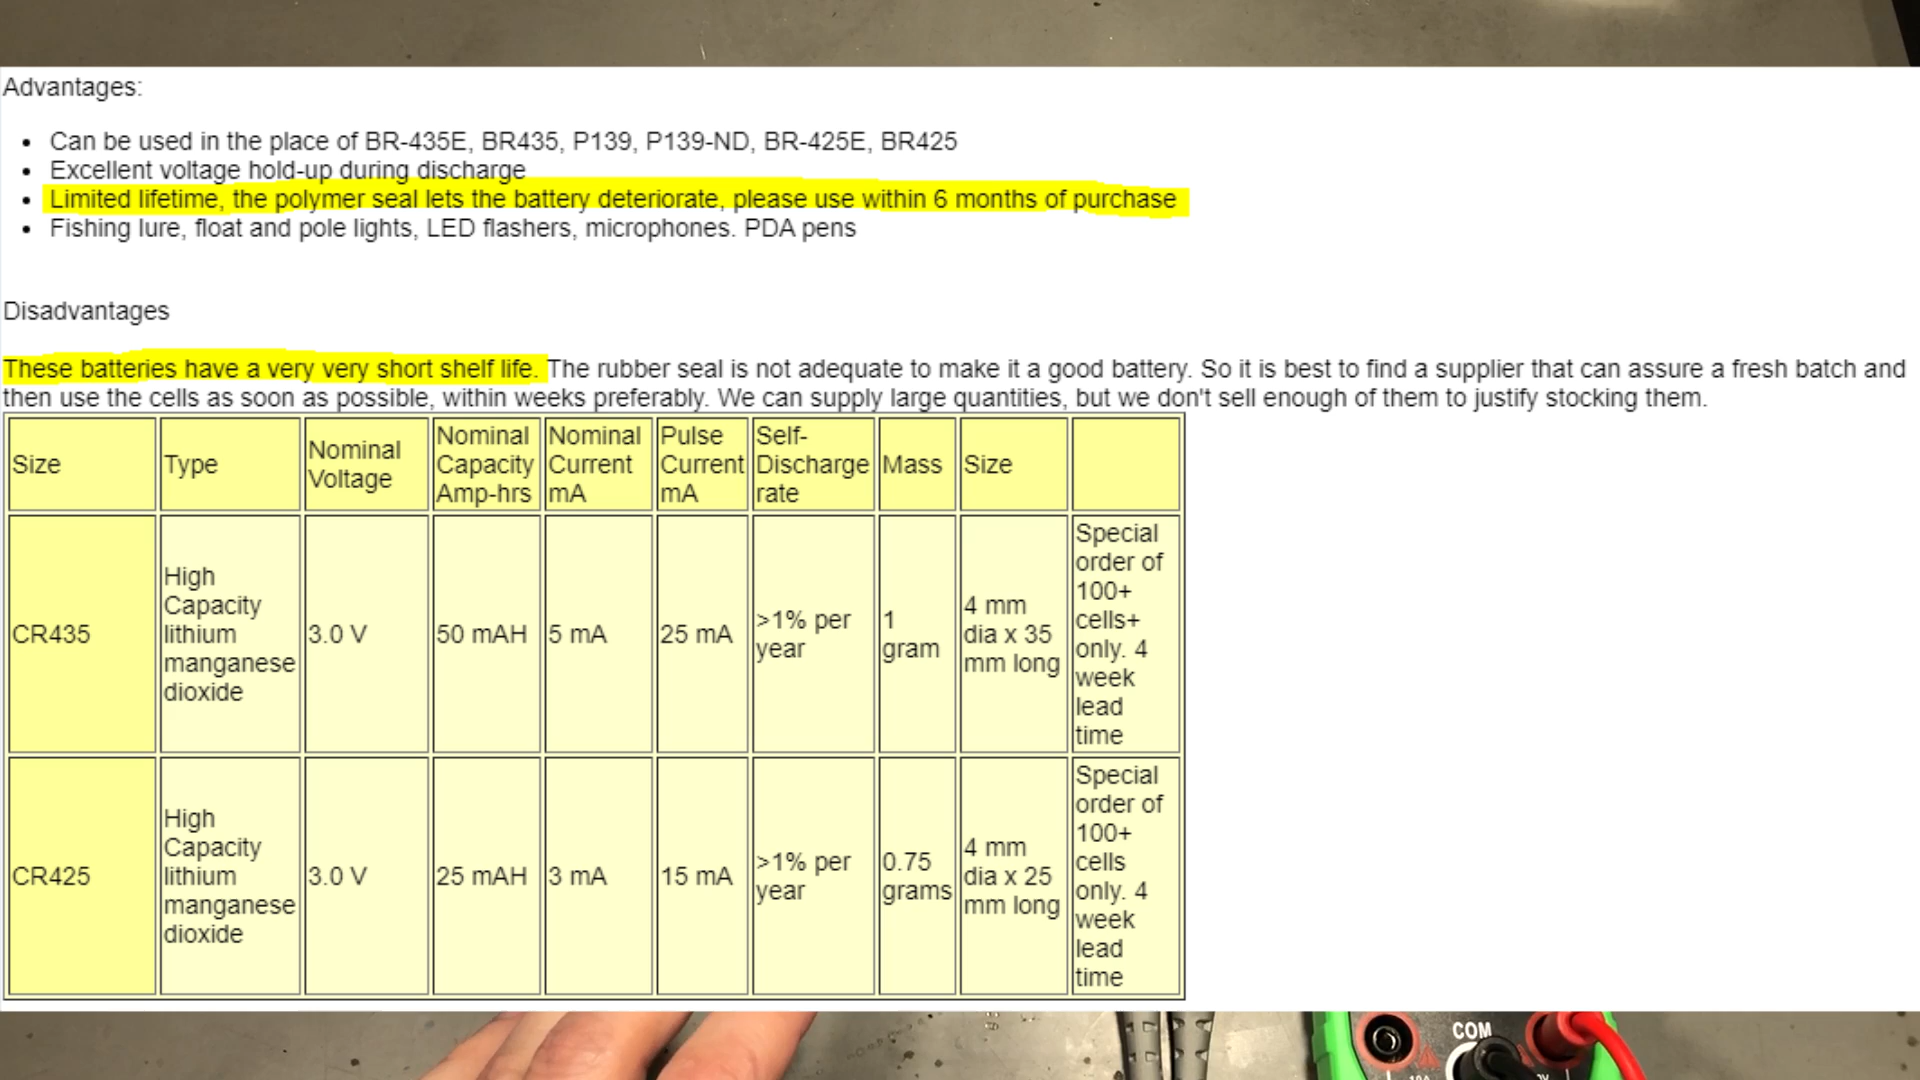 Advantages:
Can be used in the place of BR-435E, BR435, P139, P139-ND, BR-425E, BR425
Excellent voltage hold-up during discharge
Limited lifetime, the polymer seal lets the battery deteriorate, please use within 6 months of purchase
Fishing lure, float and pole lights, LED flashers, microphones. PDA pens
Disadvantages
These batteries have a very very short shelf life. The rubber seal is not adequate to make it a good battery. So it is best to find a supplier that can assure a fresh batch and
then use the cells as soon as possible, within weeks preferably. We can supply large quantities, but we don't sell enough of them to justify stocking them.
Size
Type
Nominal
Voltage
Nominal
Capacity
Amp-hrs
Nominal
Current
mA
Pulse
Current
mA
Self-
Discharge
rate
Mass
Size
CR435
High
Capacity
lithium
manganese
dioxide
3.0 V
50 mAH
5 mA
25 mA
>1% per
year
1
gram
4 mm
dia x 35
mm long
Special
order of
100+
cells+
only. 4
week
lead
time
CR425
High
Capacity
lithium
manganese
dioxide
3.0 V
25 mAH
3 mA
15 mA
>1% per
year
0.75
grams
4 mm
dia x 25
mm long
Special
order of
100+
cells
only. 4
week
lead
time
COM